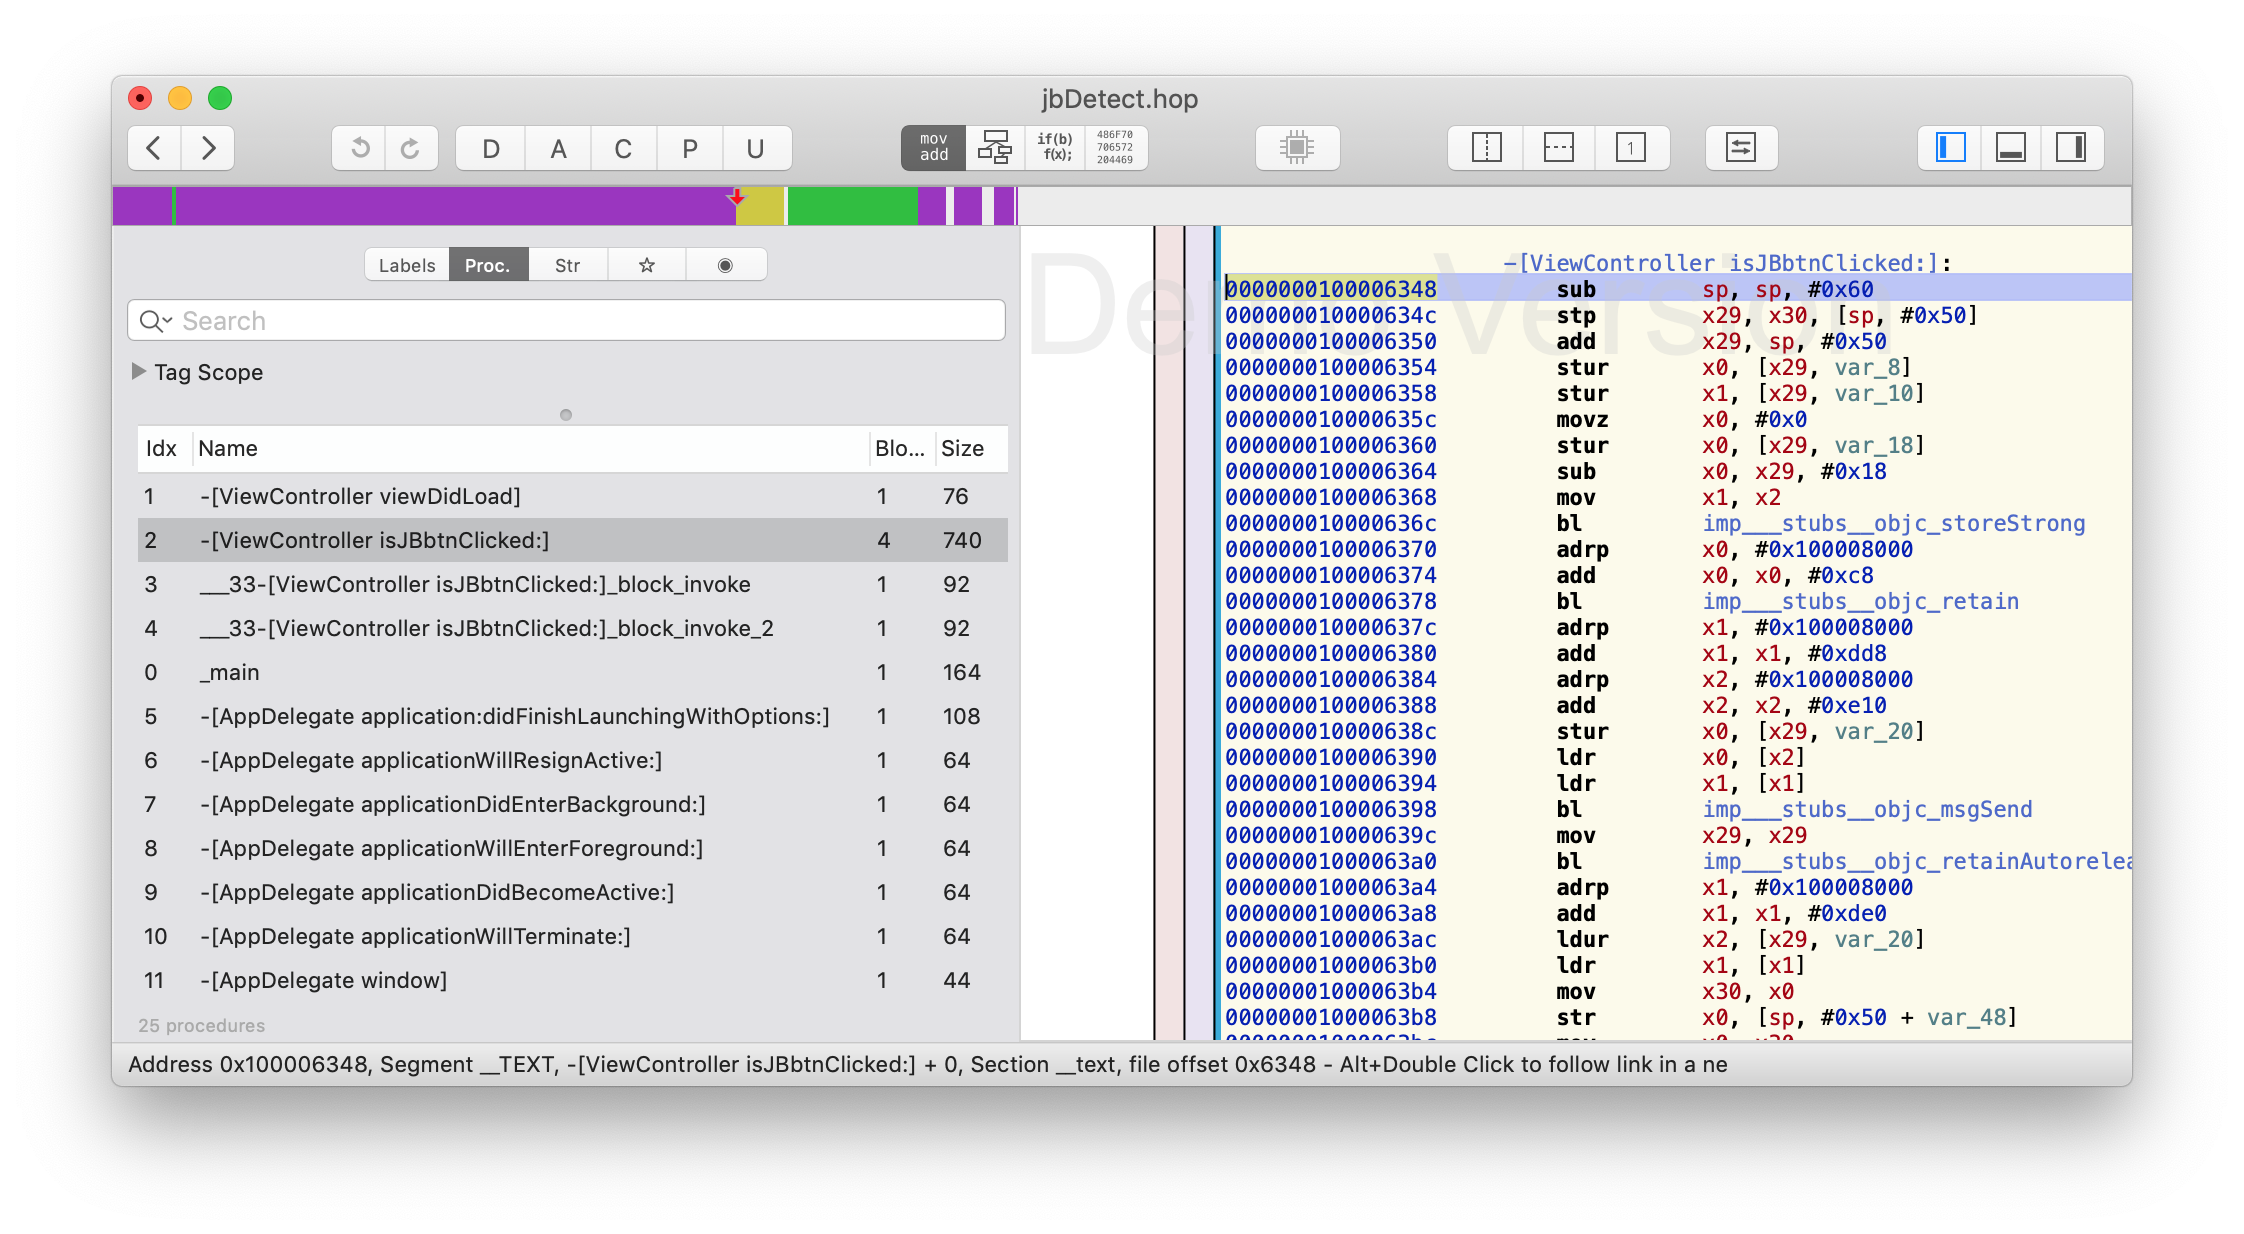 jbDetect.hop
D A C P U
mov
add
if(b)
f(x);
486F70
706572
204469
1
Labels Proc. Str
Search
Tag Scope
Idx Name Blo... Size
1 -[ViewController viewDidLoad] 1 76
2 -[ViewController isJBbtnClicked:] 4 740
3 ___33-[ViewController isJBbtnClicked:]_block_invoke 1 92
4 ___33-[ViewController isJBbtnClicked:]_block_invoke_2 1 92
0 _main 1 164
5 -[AppDelegate application:didFinishLaunchingWithOptions:] 1 108
6 -[AppDelegate applicationWillResignActive:] 1 64
7 -[AppDelegate applicationDidEnterBackground:] 1 64
8 -[AppDelegate applicationWillEnterForeground:] 1 64
9 -[AppDelegate applicationDidBecomeActive:] 1 64
10 -[AppDelegate applicationWillTerminate:] 1 64
11 -[AppDelegate window] 1 44
25 procedures
Demo Version
-[ViewController isJBbtnClicked:]:
0000000100006348 sub sp, sp, #0x60
000000010000634c stp x29, x30, [sp, #0x50]
0000000100006350 add x29, sp, #0x50
0000000100006354 stur x0, [x29, var_8]
0000000100006358 stur x1, [x29, var_10]
000000010000635c movz x0, #0x0
0000000100006360 stur x0, [x29, var_18]
0000000100006364 sub x0, x29, #0x18
0000000100006368 mov x1, x2
000000010000636c bl imp___stubs__objc_storeStrong
0000000100006370 adrp x0, #0x100008000
0000000100006374 add x0, x0, #0xc8
0000000100006378 bl imp___stubs__objc_retain
000000010000637c adrp x1, #0x100008000
0000000100006380 add x1, x1, #0xdd8
0000000100006384 adrp x2, #0x100008000
0000000100006388 add x2, x2, #0xe10
000000010000638c stur x0, [x29, var_20]
0000000100006390 ldr x0, [x2]
0000000100006394 ldr x1, [x1]
0000000100006398 bl imp___stubs__objc_msgSend
000000010000639c mov x29, x29
00000001000063a0 bl imp___stubs__objc_retainAutorelea
00000001000063a4 adrp x1, #0x100008000
00000001000063a8 add x1, x1, #0xde0
00000001000063ac ldur x2, [x29, var_20]
00000001000063b0 ldr x1, [x1]
00000001000063b4 mov x30, x0
00000001000063b8 str x0, [sp, #0x50 + var_48]
Address 0x100006348, Segment __TEXT, -[ViewController isJBbtnClicked:] + 0, Section __text, file offset 0x6348 - Alt+Double Click to follow link in a ne